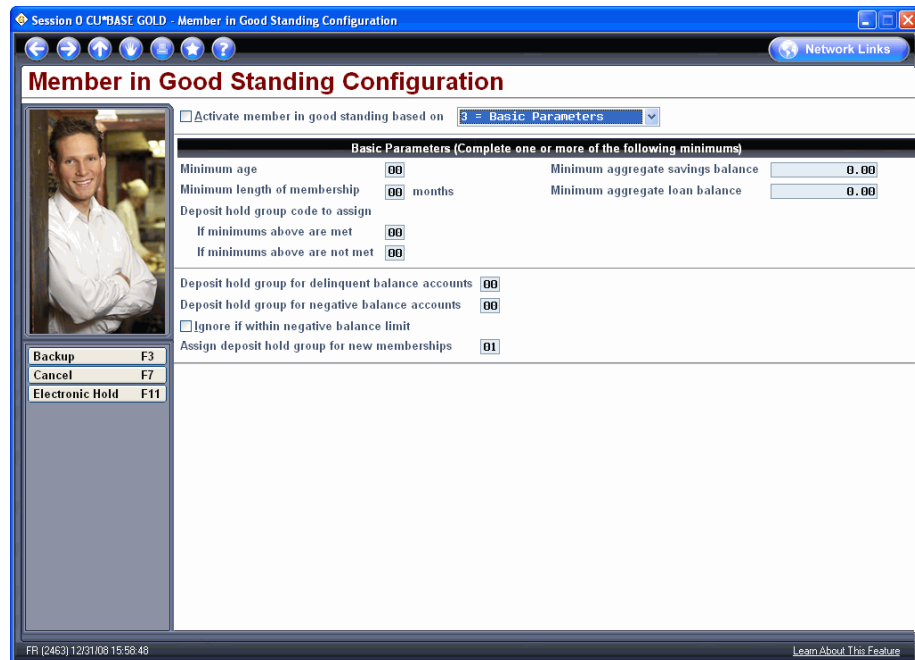 Session 0 CU*BASE GOLD - Member in Good Standing Configuration
Network Links
Member in Good Standing Configuration
Activate member in good standing based on 3 = Basic Parameters
Basic Parameters (Complete one or more of the following minimums)
Minimum age 00 Minimum aggregate savings balance 0.00
Minimum length of membership 00 months Minimum aggregate loan balance 0.00
Deposit hold group code to assign
If minimums above are met 00
If minimums above are not met 00
Deposit hold group for delinquent balance accounts 00
Deposit hold group for negative balance accounts 00
Ignore if within negative balance limit
Assign deposit hold group for new memberships 01
Backup F3
Cancel F7
Electronic Hold F11
FR (2463) 12/31/08 15:58:48 Learn About This Feature